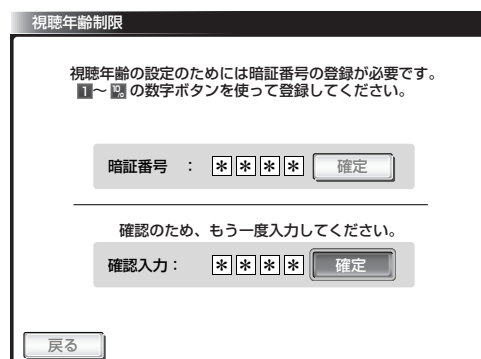 視聴年齢制限
視聴年齢の設定のためには暗証番号の登録が必要です。
1～10/0の数字ボタンを使って登録してください。
暗証番号 : ＊＊＊＊ 確定
確認のため、もう一度入力してください。
確認入力： ＊＊＊＊ 確定
戻る